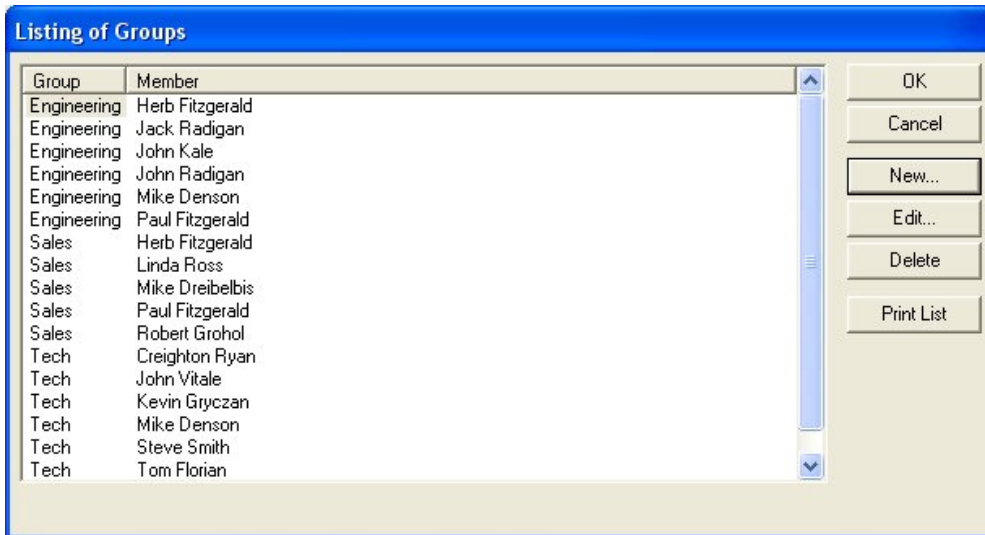 Listing of Groups
Group Member
Engineering Herb Fitzgerald
Engineering Jack Radigan
Engineering John Kale
Engineering John Radigan
Engineering Mike Denson
Engineering Paul Fitzgerald
Sales Herb Fitzgerald
Sales Linda Ross
Sales Mike Dreibelbis
Sales Paul Fitzgerald
Sales Robert Grohol
Tech Creighton Ryan
Tech John Vitale
Tech Kevin Gryczan
Tech Mike Denson
Tech Steve Smith
Tech Tom Florian
OK
Cancel
New...
Edit...
Delete
Print List